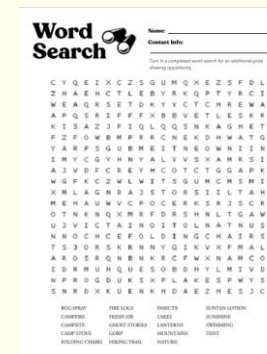 Word
Search
Name:
Contact Info:
Turn in a completed word search for an additional prize
drawing opportunity.
C Y Q E I X C Z S G U M Q X E Z S F D L
Z H A E H C T L E B Y R K Q P T Y R C I
W E A Q R S E T D K Y Y C T C H R E W A
A P Q S R I F F F X B B V E T L E S K R
K I S A Z J F I Q L Q Q S N K A G H E T
F Z F O W B M P R R C N E K D H W A T G
Y A R P S G U B M E I T N E O W N I I N
I M Y C G Y H N Y A L V V S X A M R S I
A J V D F C R E Y M C O T C T G G A P K
W G F K C Z W L W I T S G U M C M S M I
X M L A G N R A J S T O R S I I L T A H
M E H A U W V C P O C E R K S R J S C R
O T N K N Q X M R F D R S H N L T G A W
U J V I C T A I N O I T O L N A T N U S
N N O C H C E F O L D I N G C H A I R S
T S J O R S K R N N Y G I K V X F M A L
A R O S R Q N B N K R C F W X N A M C O
I D R M U H Q U E S O B D H Y L M I V D
N P R O G D U K S X P L A K E S P W Y S
S N R D X K U E N K H D A E Z H E S J C
BUG SPRAY
CAMPFIRE
CAMPSITE
CAMP STOVE
FOLDING CHAIRS
FIRE LOGS
FRESH AIR
GHOST STORIES
GORP
HIKING TRAIL
INSECTS
LAKES
LANTERNS
MOUNTAINS
NATURE
SUNTAN LOTION
SUNSHINE
SWIMMING
TENT